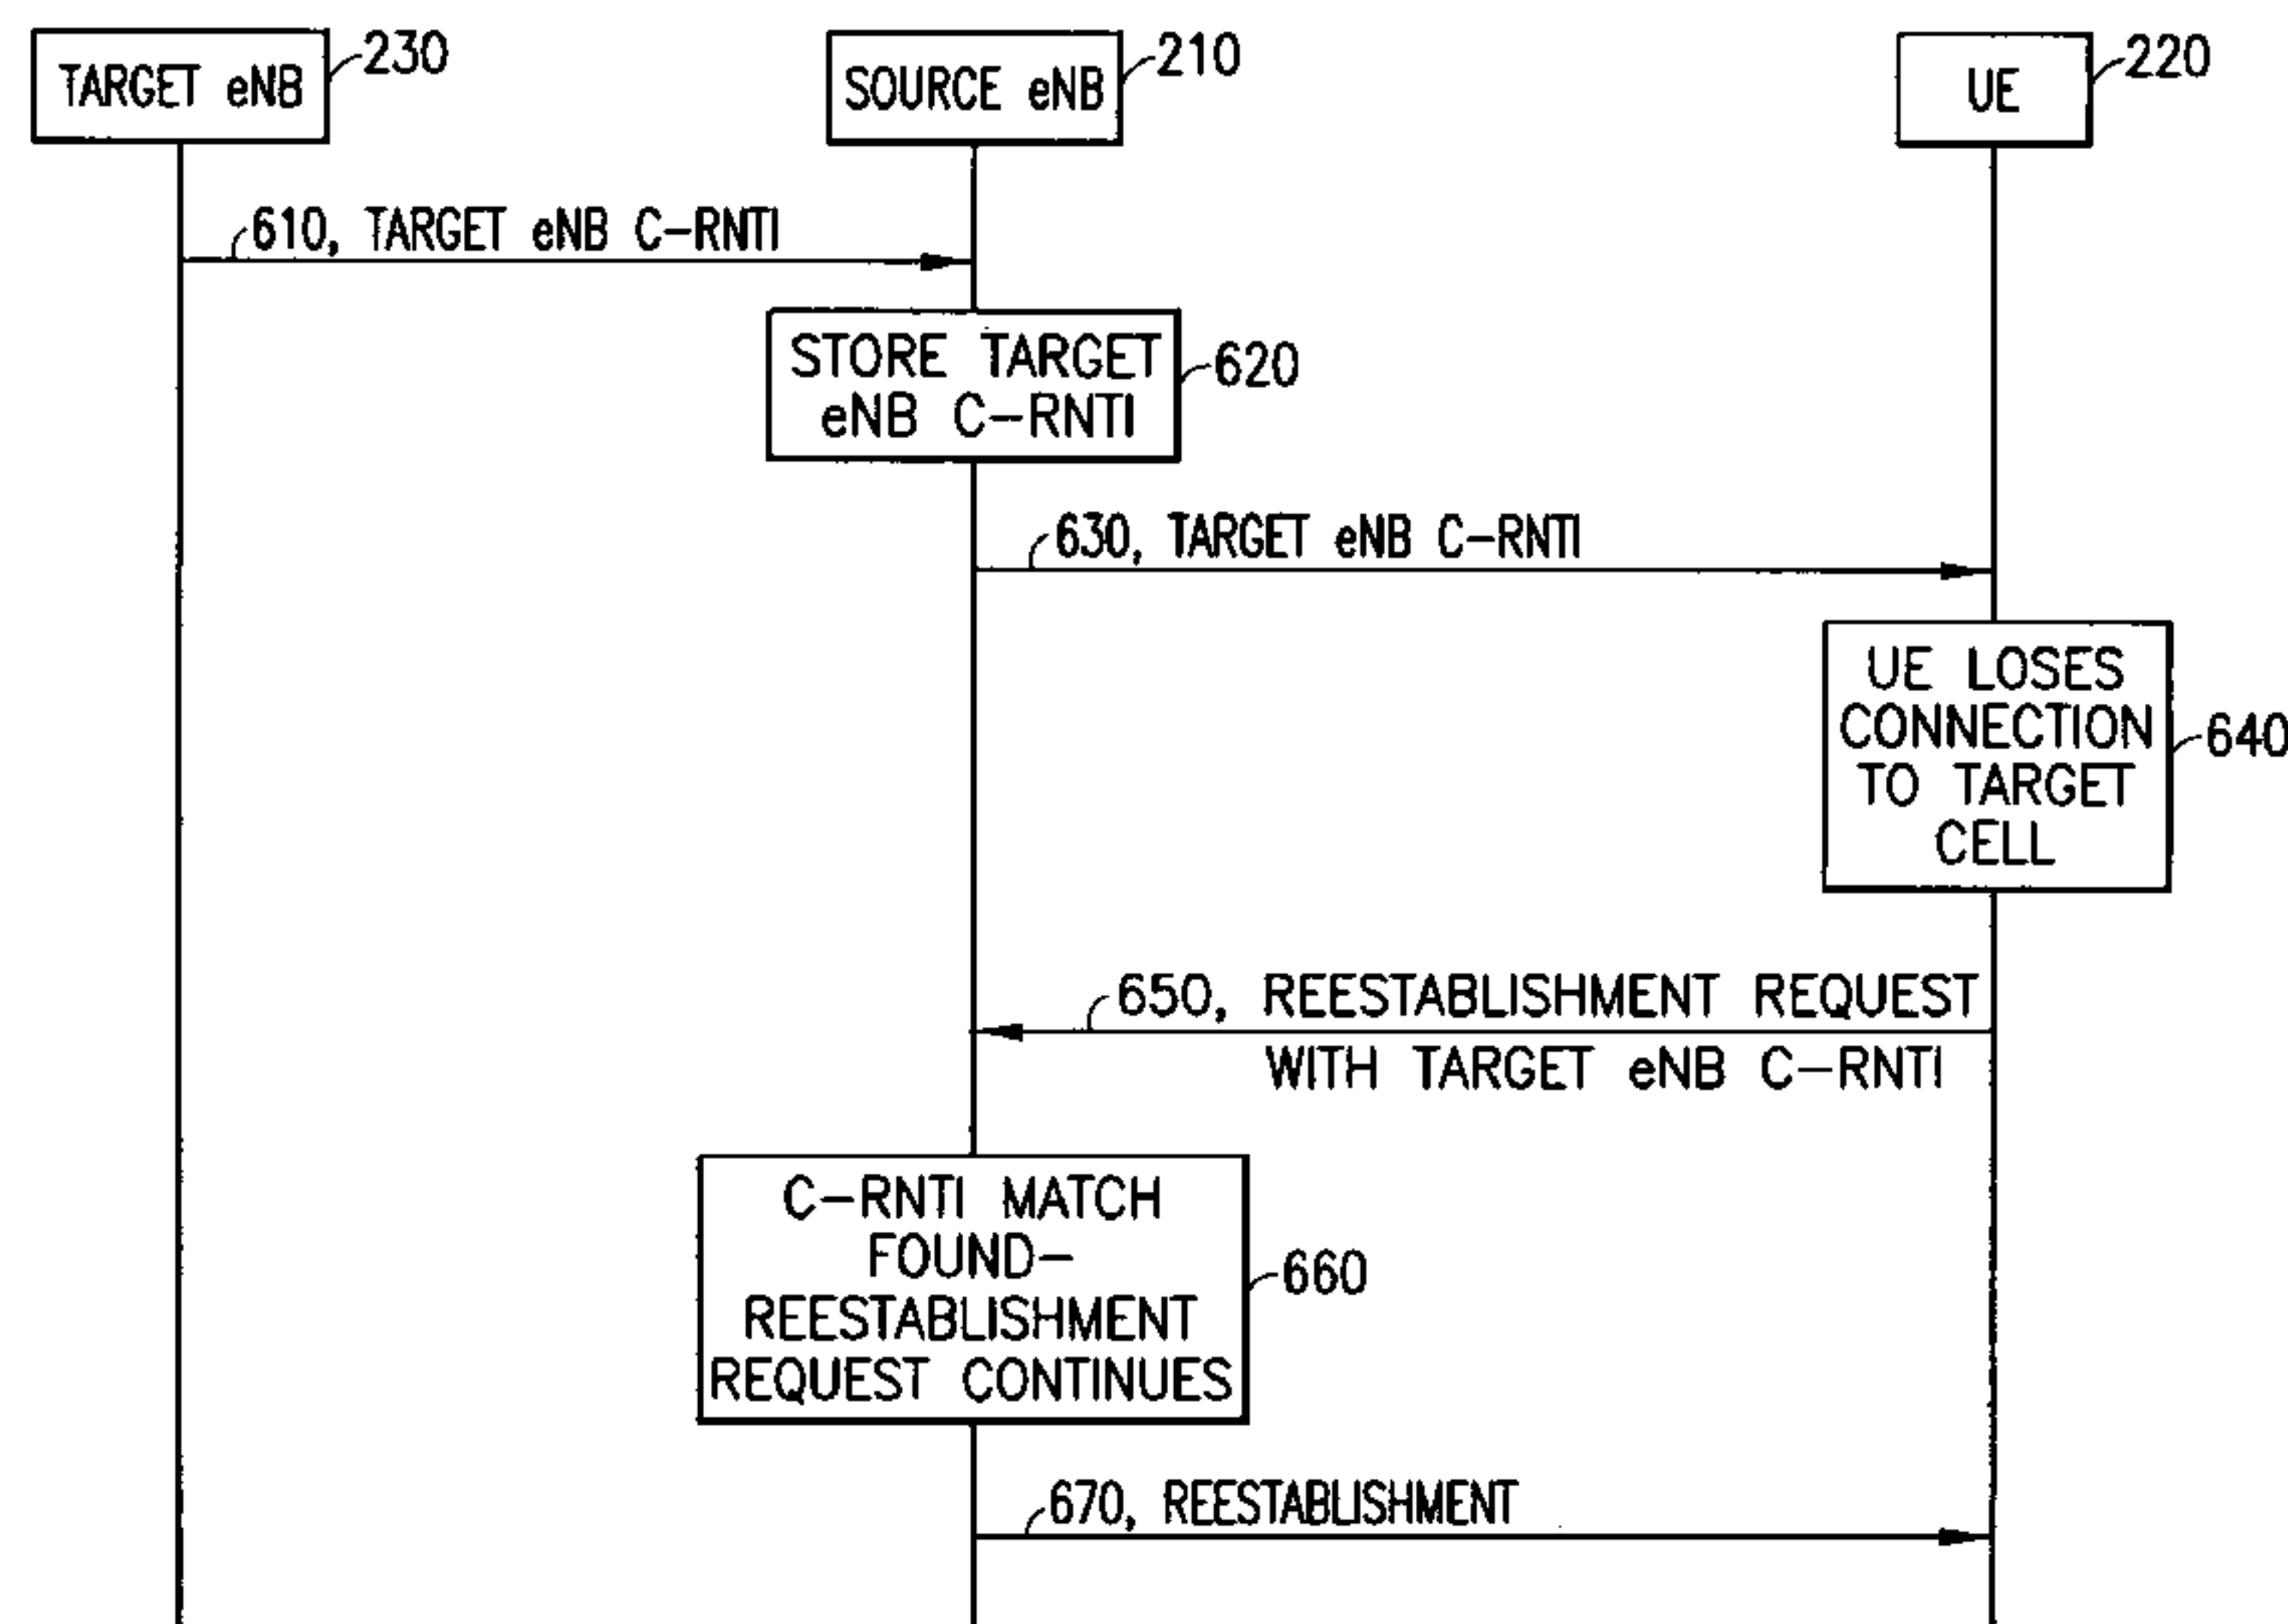 TARGET eNB
230
SOURCE eNB
210
UE
220
610, TARGET eNB C-RNTI
STORE TARGET
eNB C-RNTI
620
630, TARGET eNB C-RNTI
UE LOSES
CONNECTION
TO TARGET
CELL
640
650, REESTABLISHMENT REQUEST
WITH TARGET eNB C-RNTI
C-RNTI MATCH
FOUND-
REESTABLISHMENT
REQUEST CONTINUES
660
670, REESTABLISHMENT